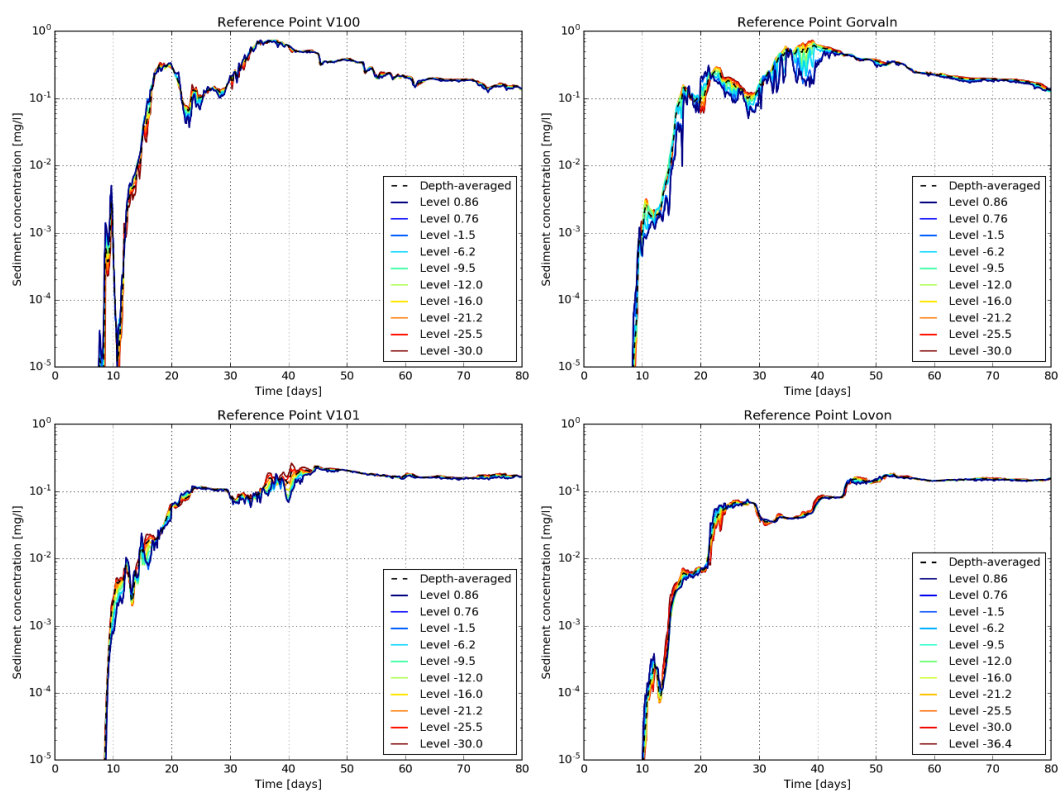 Reference Point V100
Sediment concentration [mg/l]
10^0
10^-1
10^-2
10^-3
10^-4
10^-5
Depth-averaged
Level 0.86
Level 0.76
Level -1.5
Level -6.2
Level -9.5
Level -12.0
Level -16.0
Level -21.2
Level -25.5
Level -30.0
0 10 20 30 40 50 60 70 80
Time [days]
Reference Point Gorvaln
Sediment concentration [mg/l]
10^0
10^-1
10^-2
10^-3
10^-4
10^-5
Depth-averaged
Level 0.86
Level 0.76
Level -1.5
Level -6.2
Level -9.5
Level -12.0
Level -16.0
Level -21.2
Level -25.5
Level -30.0
0 10 20 30 40 50 60 70 80
Time [days]
Reference Point V101
Sediment concentration [mg/l]
10^0
10^-1
10^-2
10^-3
10^-4
10^-5
Depth-averaged
Level 0.86
Level 0.76
Level -1.5
Level -6.2
Level -9.5
Level -12.0
Level -16.0
Level -21.2
Level -25.5
Level -30.0
0 10 20 30 40 50 60 70 80
Time [days]
Reference Point Lovon
Sediment concentration [mg/l]
10^0
10^-1
10^-2
10^-3
10^-4
10^-5
Depth-averaged
Level 0.86
Level 0.76
Level -1.5
Level -6.2
Level -9.5
Level -12.0
Level -16.0
Level -21.2
Level -25.5
Level -30.0
Level -36.4
0 10 20 30 40 50 60 70 80
Time [days]